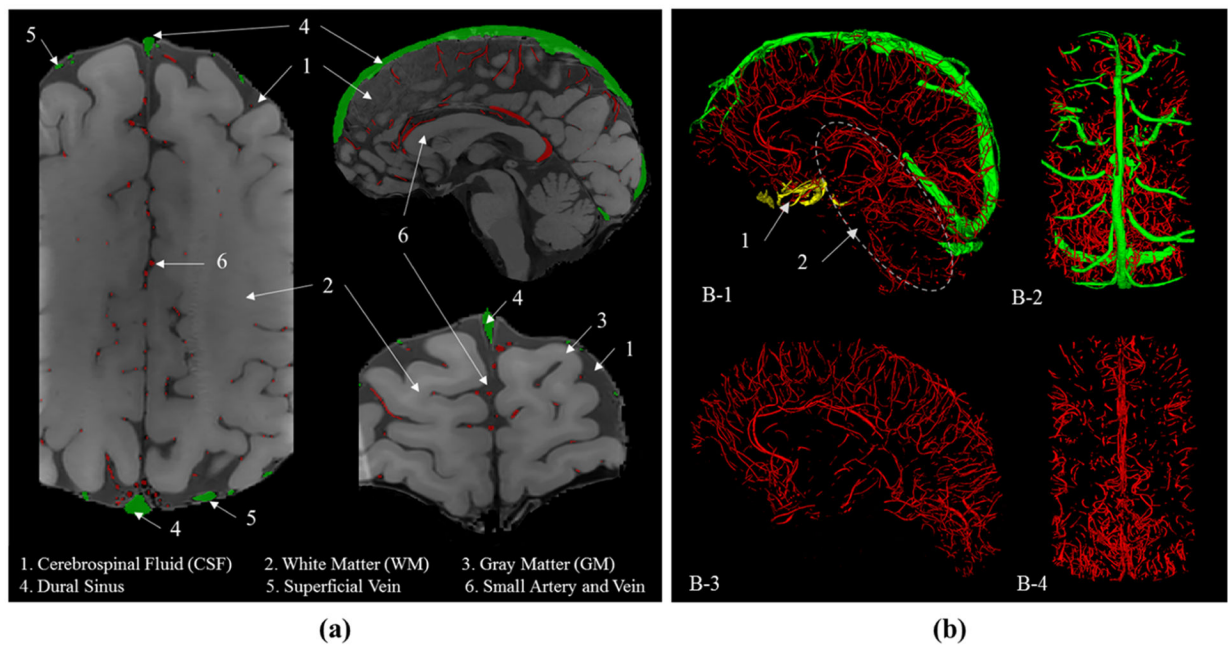 5
4
1
6
2
4
5
4
1
6
4
3
1
1. Cerebrospinal Fluid (CSF) 2. White Matter (WM) 3. Gray Matter (GM)
4. Dural Sinus 5. Superficial Vein 6. Small Artery and Vein
(a)
1
2
B-1
B-2
B-3
B-4
(b)